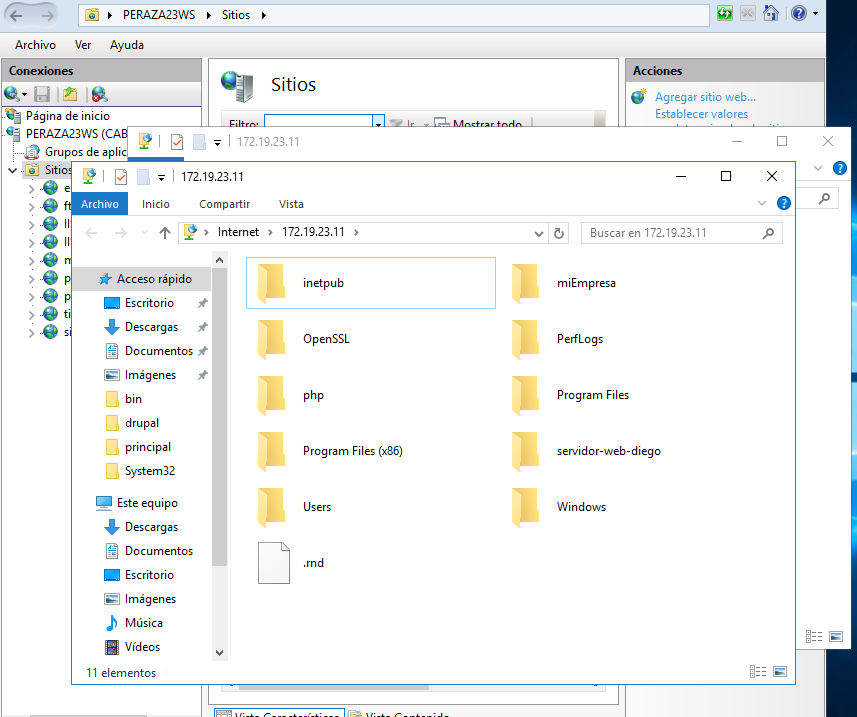 PERAZA23WS Sitios
Archivo Ver Ayuda
Conexiones
Sitios
Acciones
Página de inicio
Filtro:
Ir
Mostrar todo
Agregar sitio web...
Establecer valores
PERAZA23WS (CAB
Grupos de aplic
Sitios
172.19.23.11
172.19.23.11
Archivo Inicio Compartir Vista
Internet 172.19.23.11
Buscar en 172.19.23.11
Acceso rápido
Escritorio
Descargas
Documentos
Imágenes
bin
drupal
principal
System32
Este equipo
Descargas
Documentos
Escritorio
Imágenes
Música
Vídeos
inetpub
miEmpresa
OpenSSL
PerfLogs
php
Program Files
Program Files (x86)
servidor-web-diego
Users
Windows
.rnd
11 elementos
Vista Características
Vista Contenido